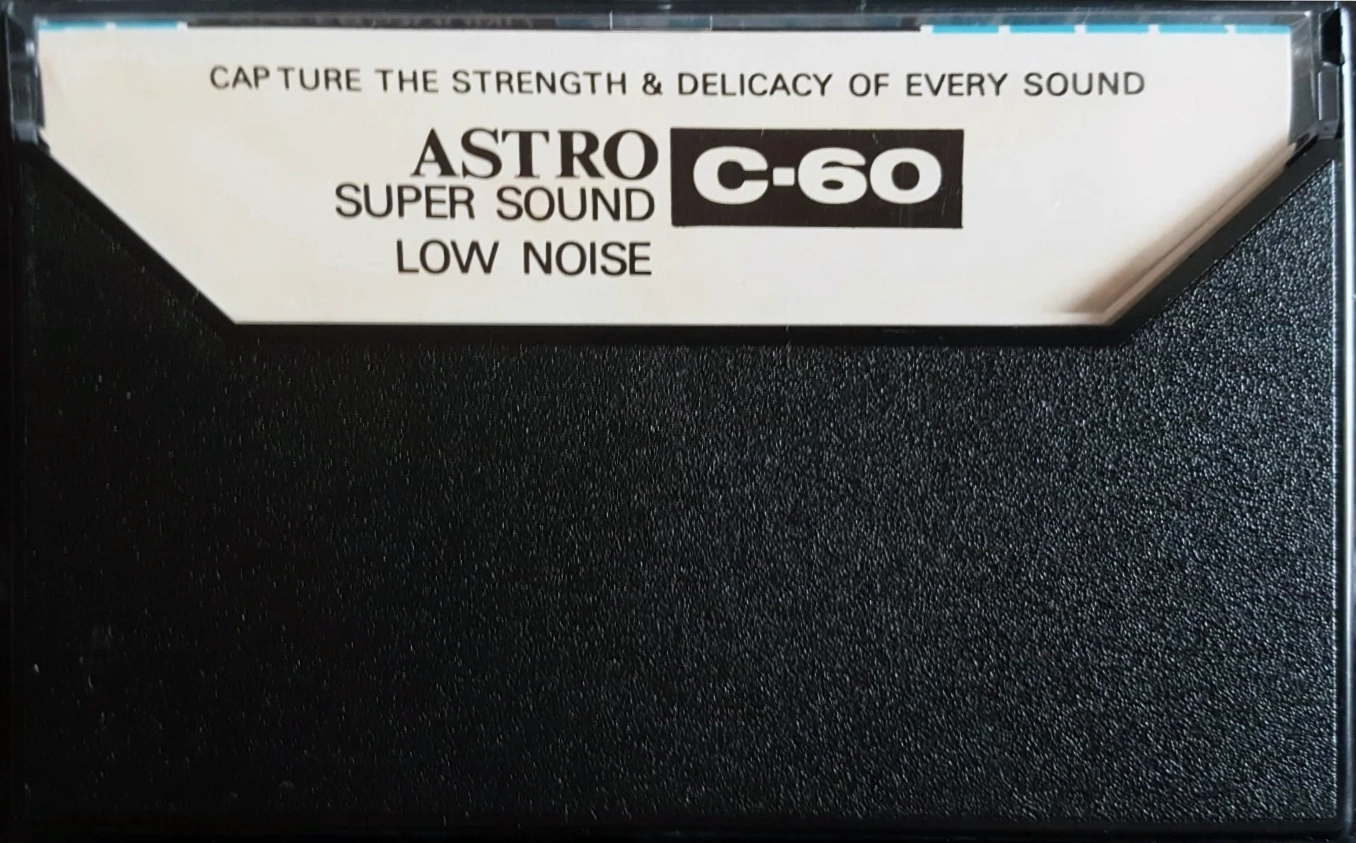 CAPTURE THE STRENGTH & DELICACY OF EVERY SOUND
ASTRO C-60
SUPER SOUND
LOW NOISE